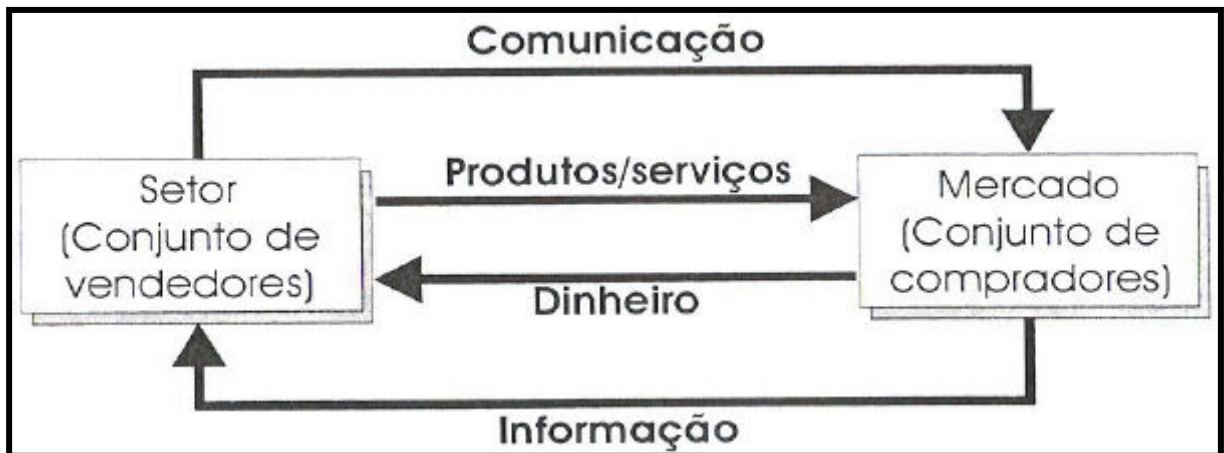 Comunicação
Produtos/serviços
Setor
(Conjunto de
vendedores)
Mercado
(Conjunto de
compradores)
Dinheiro
Informação